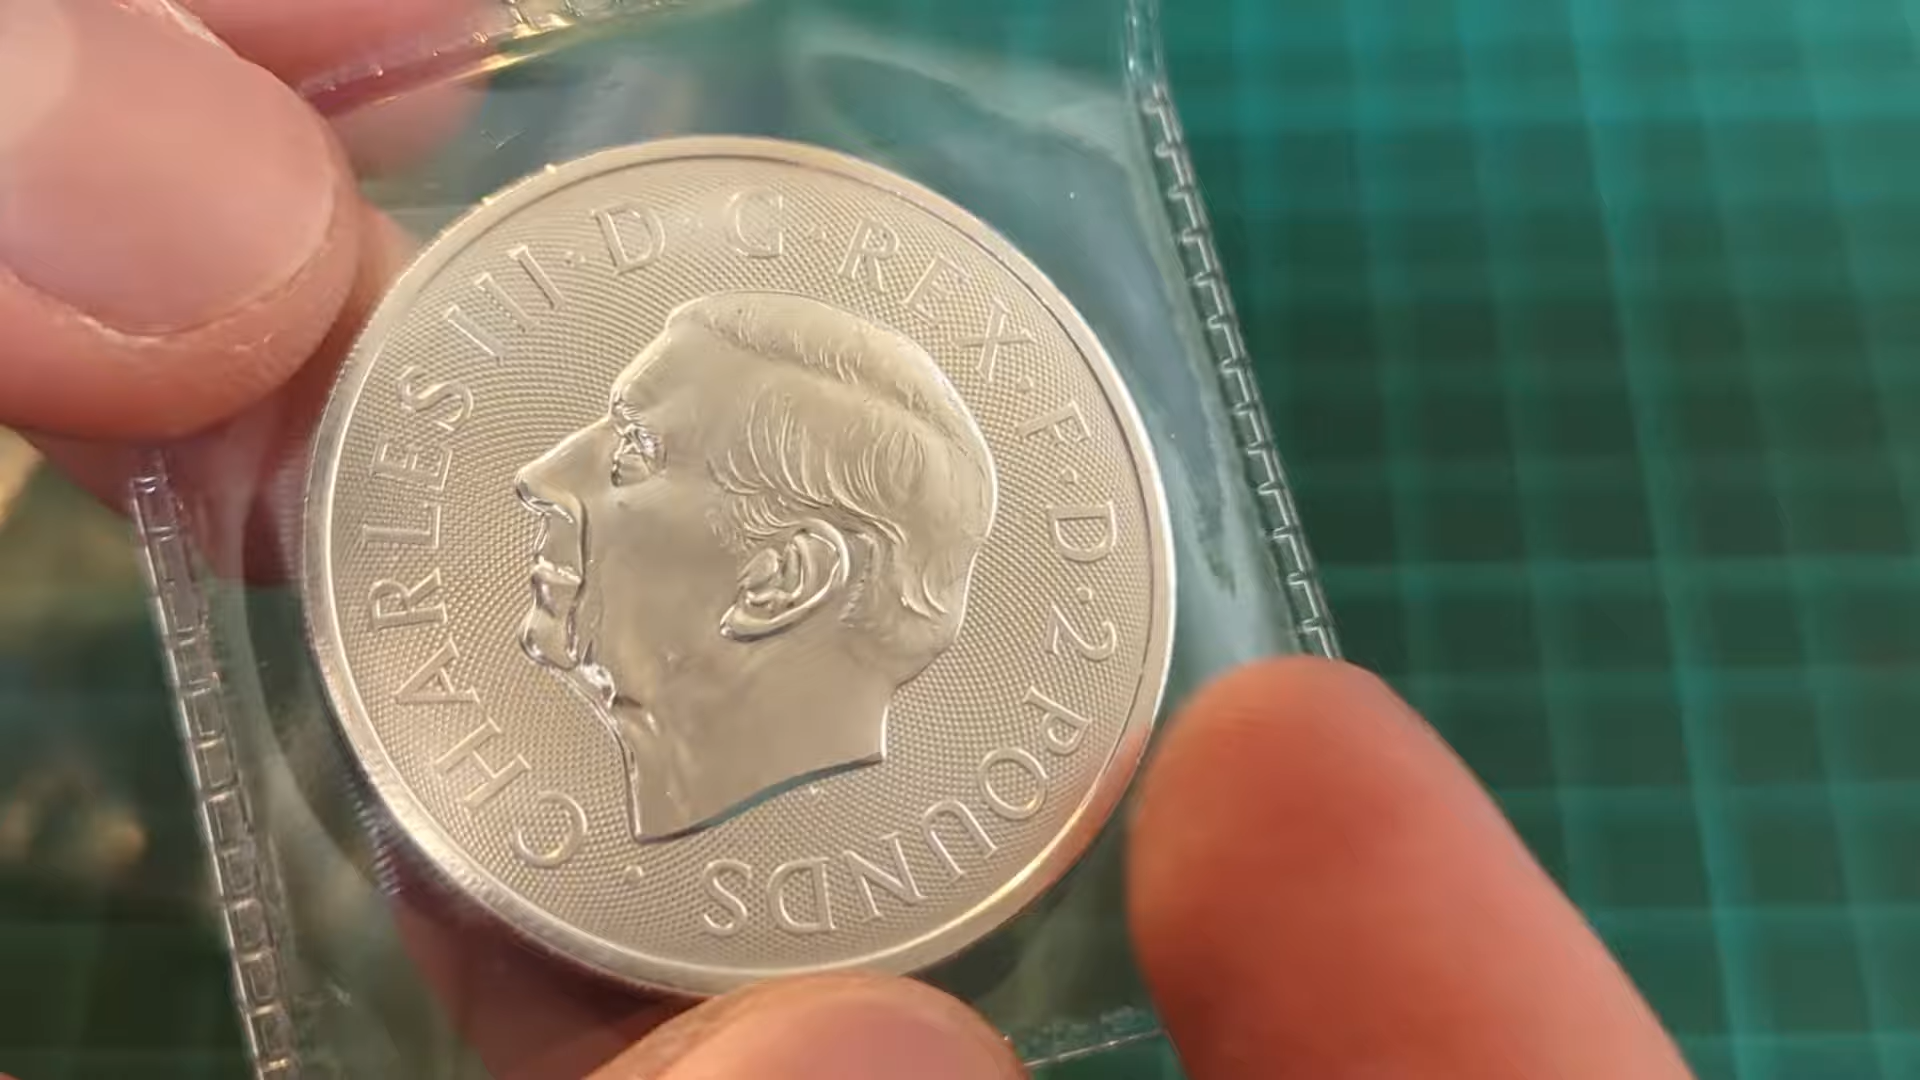 CHARLES III · D · G · REX · F · D · 2 POUNDS ·